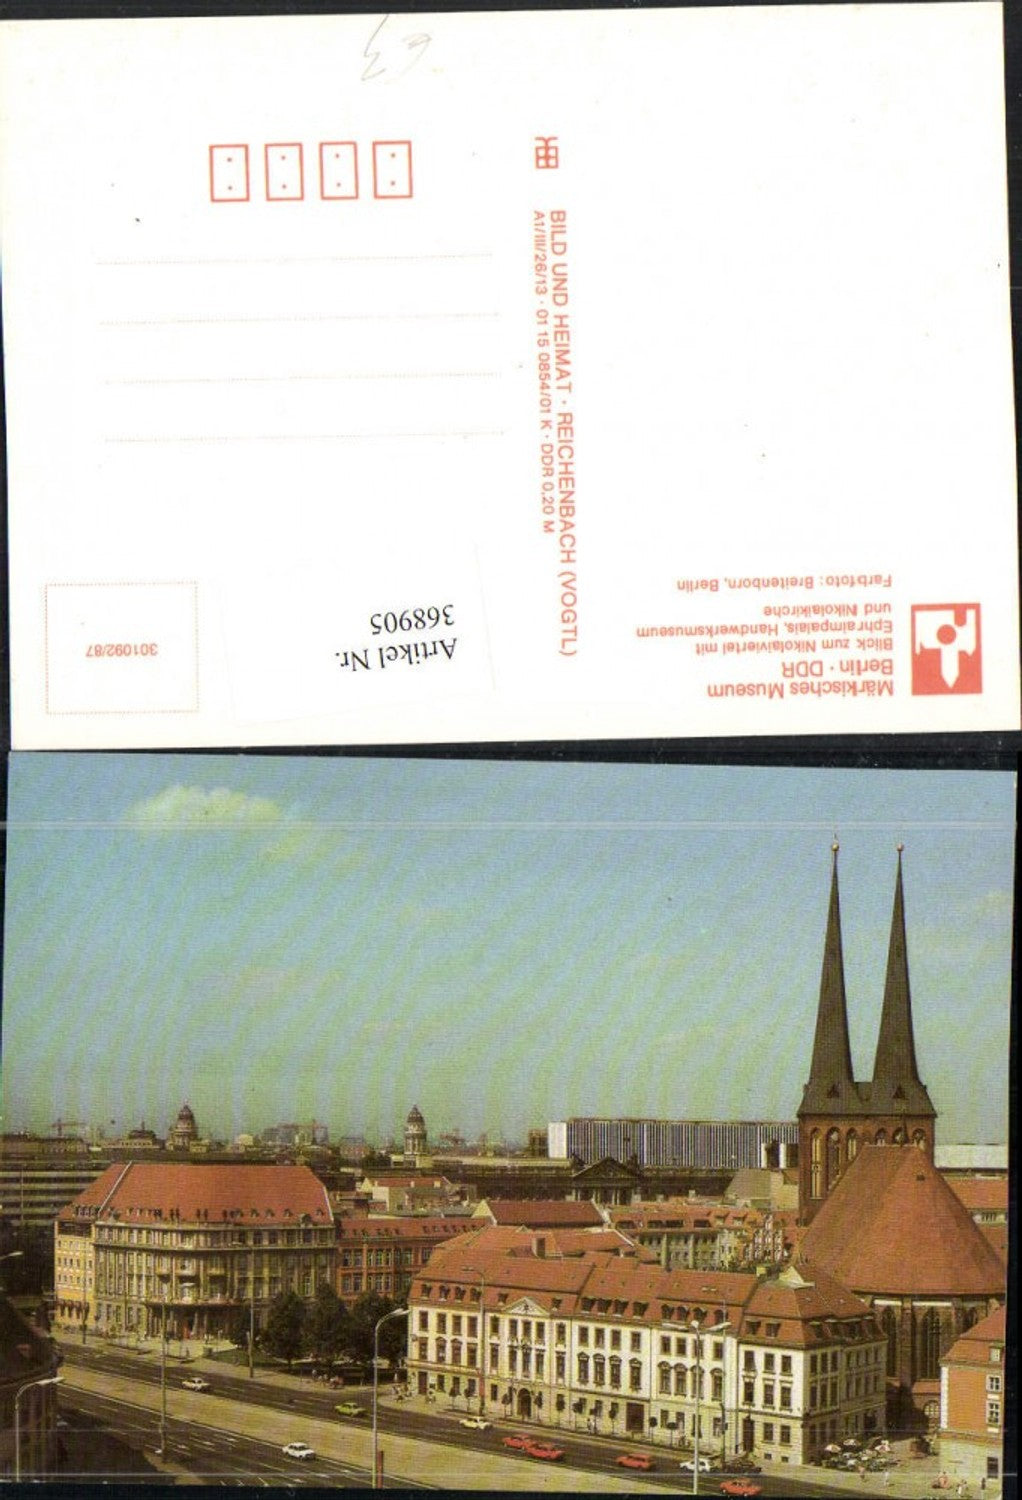 Märkisches Museum
Berlin · DDR
Blick zum Nikolaiviertel mit
Ephraimpalais, Handwerksmuseum
und Nikolaikirche
Farbfoto: Breitenborn, Berlin
BILD UND HEIMAT · REICHENBACH (VOGTL)
A1/III/26/13 · 01 15 0854/01 K · DDR 0,20 M
Artikel Nr.
368905
301092/87